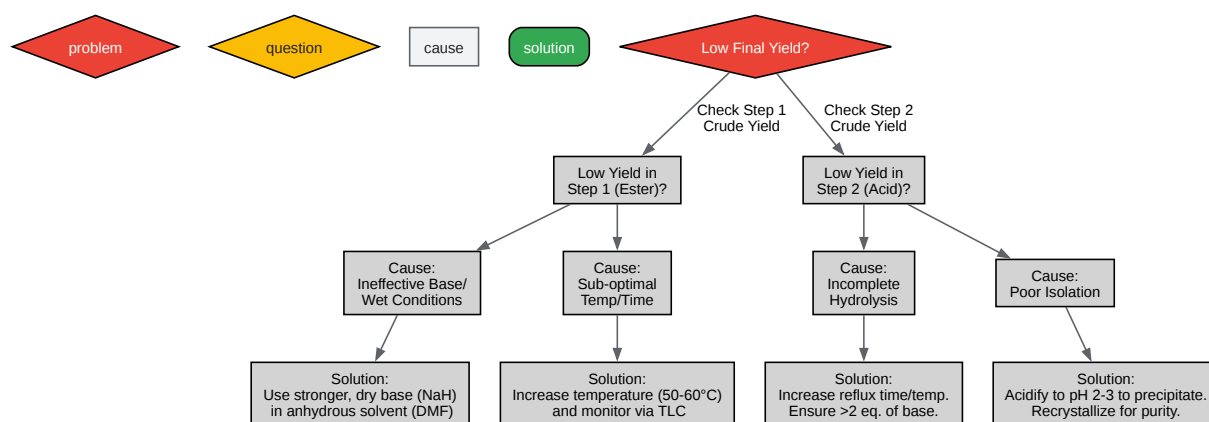 problem
question
cause
solution
Low Final Yield?
Check Step 1
Crude Yield
Check Step 2
Crude Yield
Low Yield in
Step 1 (Ester)?
Low Yield in
Step 2 (Acid)?
Cause:
Ineffective Base/
Wet Conditions
Cause:
Sub-optimal
Temp/Time
Cause:
Incomplete
Hydrolysis
Cause:
Poor Isolation
Solution:
Use stronger, dry base (NaH)
in anhydrous solvent (DMF)
Solution:
Increase temperature (50-60°C)
and monitor via TLC
Solution:
Increase reflux time/temp.
Ensure >2 eq. of base.
Solution:
Acidify to pH 2-3 to precipitate.
Recrystallize for purity.